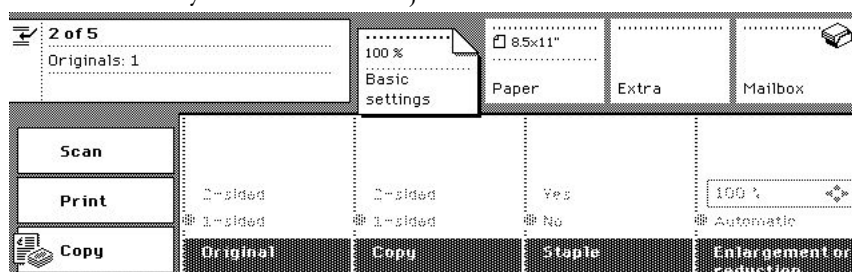 2 of 5
Originals: 1
100 %
Basic
settings
8.5x11"
Paper
Extra
Mailbox
Scan
Print
Copy
2-sided
1-sided
Original
2-sided
1-sided
Copy
Yes
No
Staple
100 %
Automatic
Enlargement or
reduction